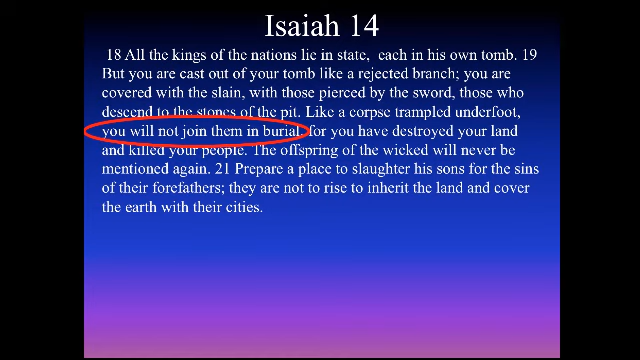 Isaiah 14
18 All the kings of the nations lie in state, each in his own tomb. 19
But you are cast out of your tomb like a rejected branch; you are
covered with the slain, with those pierced by the sword, those who
descend to the stones of the pit. Like a corpse trampled underfoot,
you will not join them in burial, for you have destroyed your land
and killed your people. The offspring of the wicked will never be
mentioned again. 21 Prepare a place to slaughter his sons for the sins
of their forefathers; they are not to rise to inherit the land and cover
the earth with their cities.